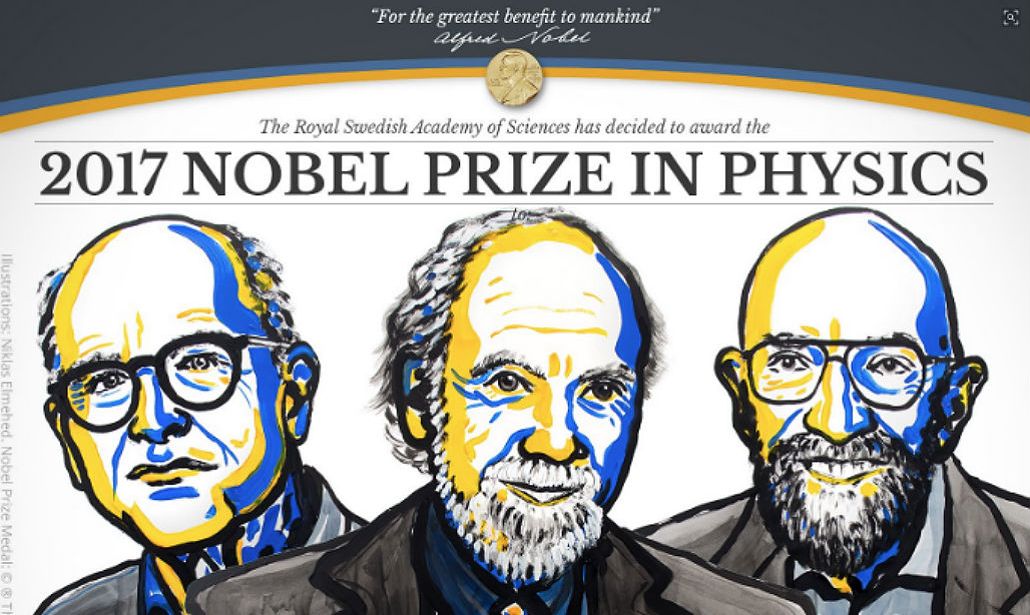 “For the greatest benefit to mankind”
Alfred Nobel
The Royal Swedish Academy of Sciences has decided to award the
2017 NOBEL PRIZE IN PHYSICS
to:
Illustrations: Niklas Elmehed. Nobel Prize Medal: © ®